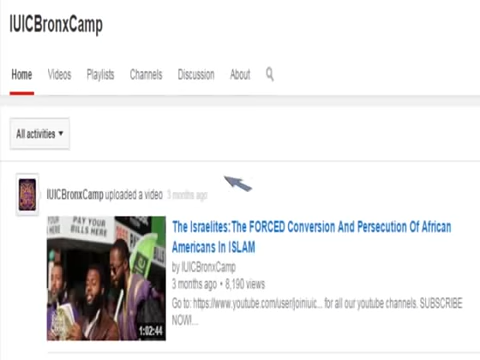 IUICBronxCamp
Home Videos Playlists Channels Discussion About
All activities
IUICBronxCamp uploaded a video 3 months ago
The Israelites: The FORCED Conversion And Persecution Of African
Americans In ISLAM
by IUICBronxCamp
3 months ago • 8,190 views
Go to: https://www.youtube.com/user/joiniuic... for all our youtube channels. SUBSCRIBE
NOW!...
PAY YOUR
BILLS HERE
1:02:44